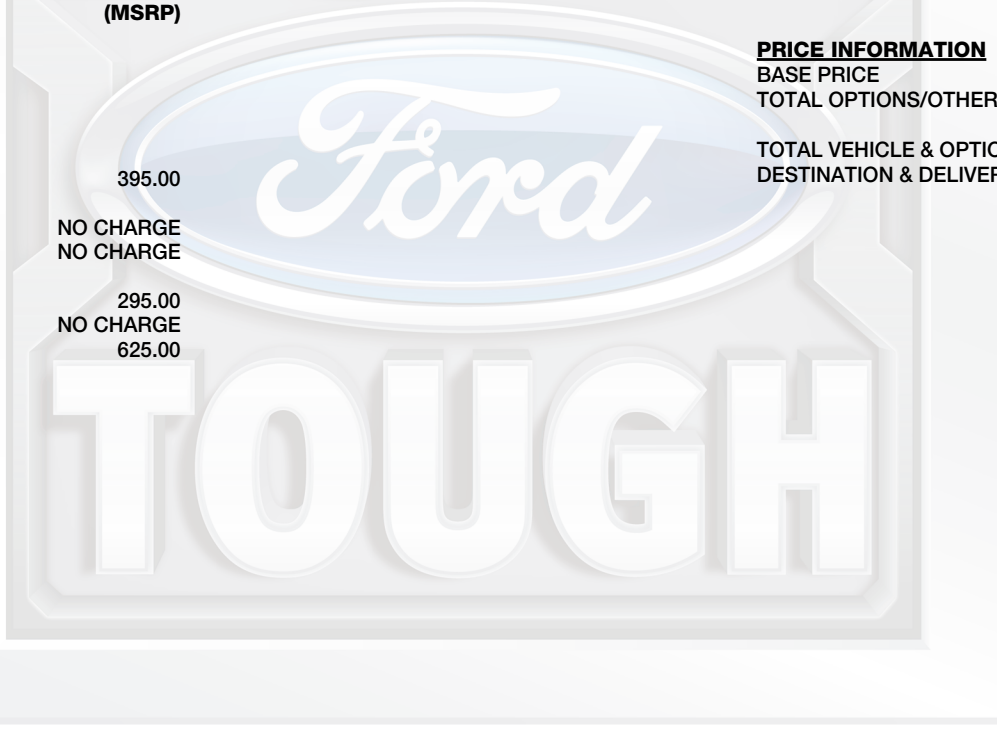 (MSRP)
395.00
NO CHARGE
NO CHARGE
295.00
NO CHARGE
625.00
PRICE INFORMATION
BASE PRICE
TOTAL OPTIONS/OTHER
TOTAL VEHICLE & OPTIO
DESTINATION & DELIVER
Ford
TOUGH